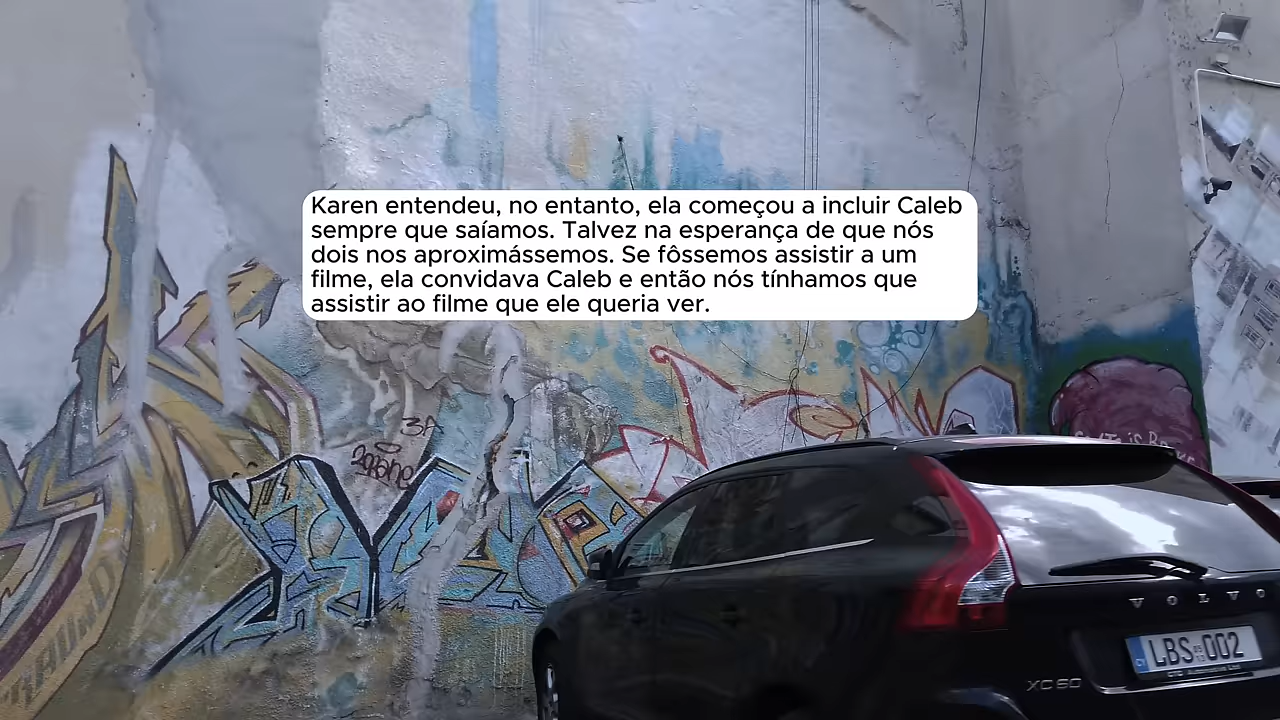 Karen entendeu, no entanto, ela começou a incluir Caleb
sempre que saíamos. Talvez na esperança de que nós
dois nos aproximássemos. Se fôssemos assistir a um
filme, ela convidava Caleb e então nós tínhamos que
assistir ao filme que ele queria ver.
3A
VOLVO
CY LBS 002
XC60